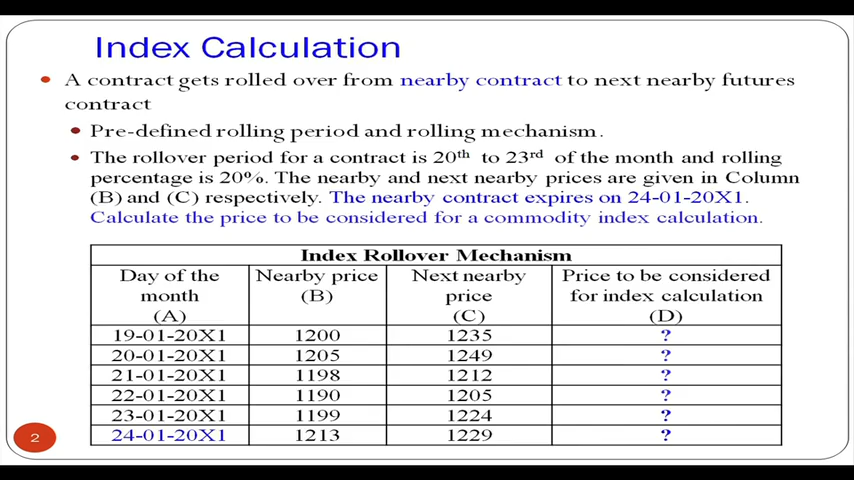 Index Calculation
A contract gets rolled over from nearby contract to next nearby futures
contract
Pre-defined rolling period and rolling mechanism.
The rollover period for a contract is 20th to 23rd of the month and rolling
percentage is 20%. The nearby and next nearby prices are given in Column
(B) and (C) respectively. The nearby contract expires on 24-01-20X1.
Calculate the price to be considered for a commodity index calculation.
Index Rollover Mechanism
Day of the month (A) Nearby price (B) Next nearby price (C) Price to be considered for index calculation (D)
19-01-20X1 1200 1235 ?
20-01-20X1 1205 1249 ?
21-01-20X1 1198 1212 ?
22-01-20X1 1190 1205 ?
23-01-20X1 1199 1224 ?
24-01-20X1 1213 1229 ?
2